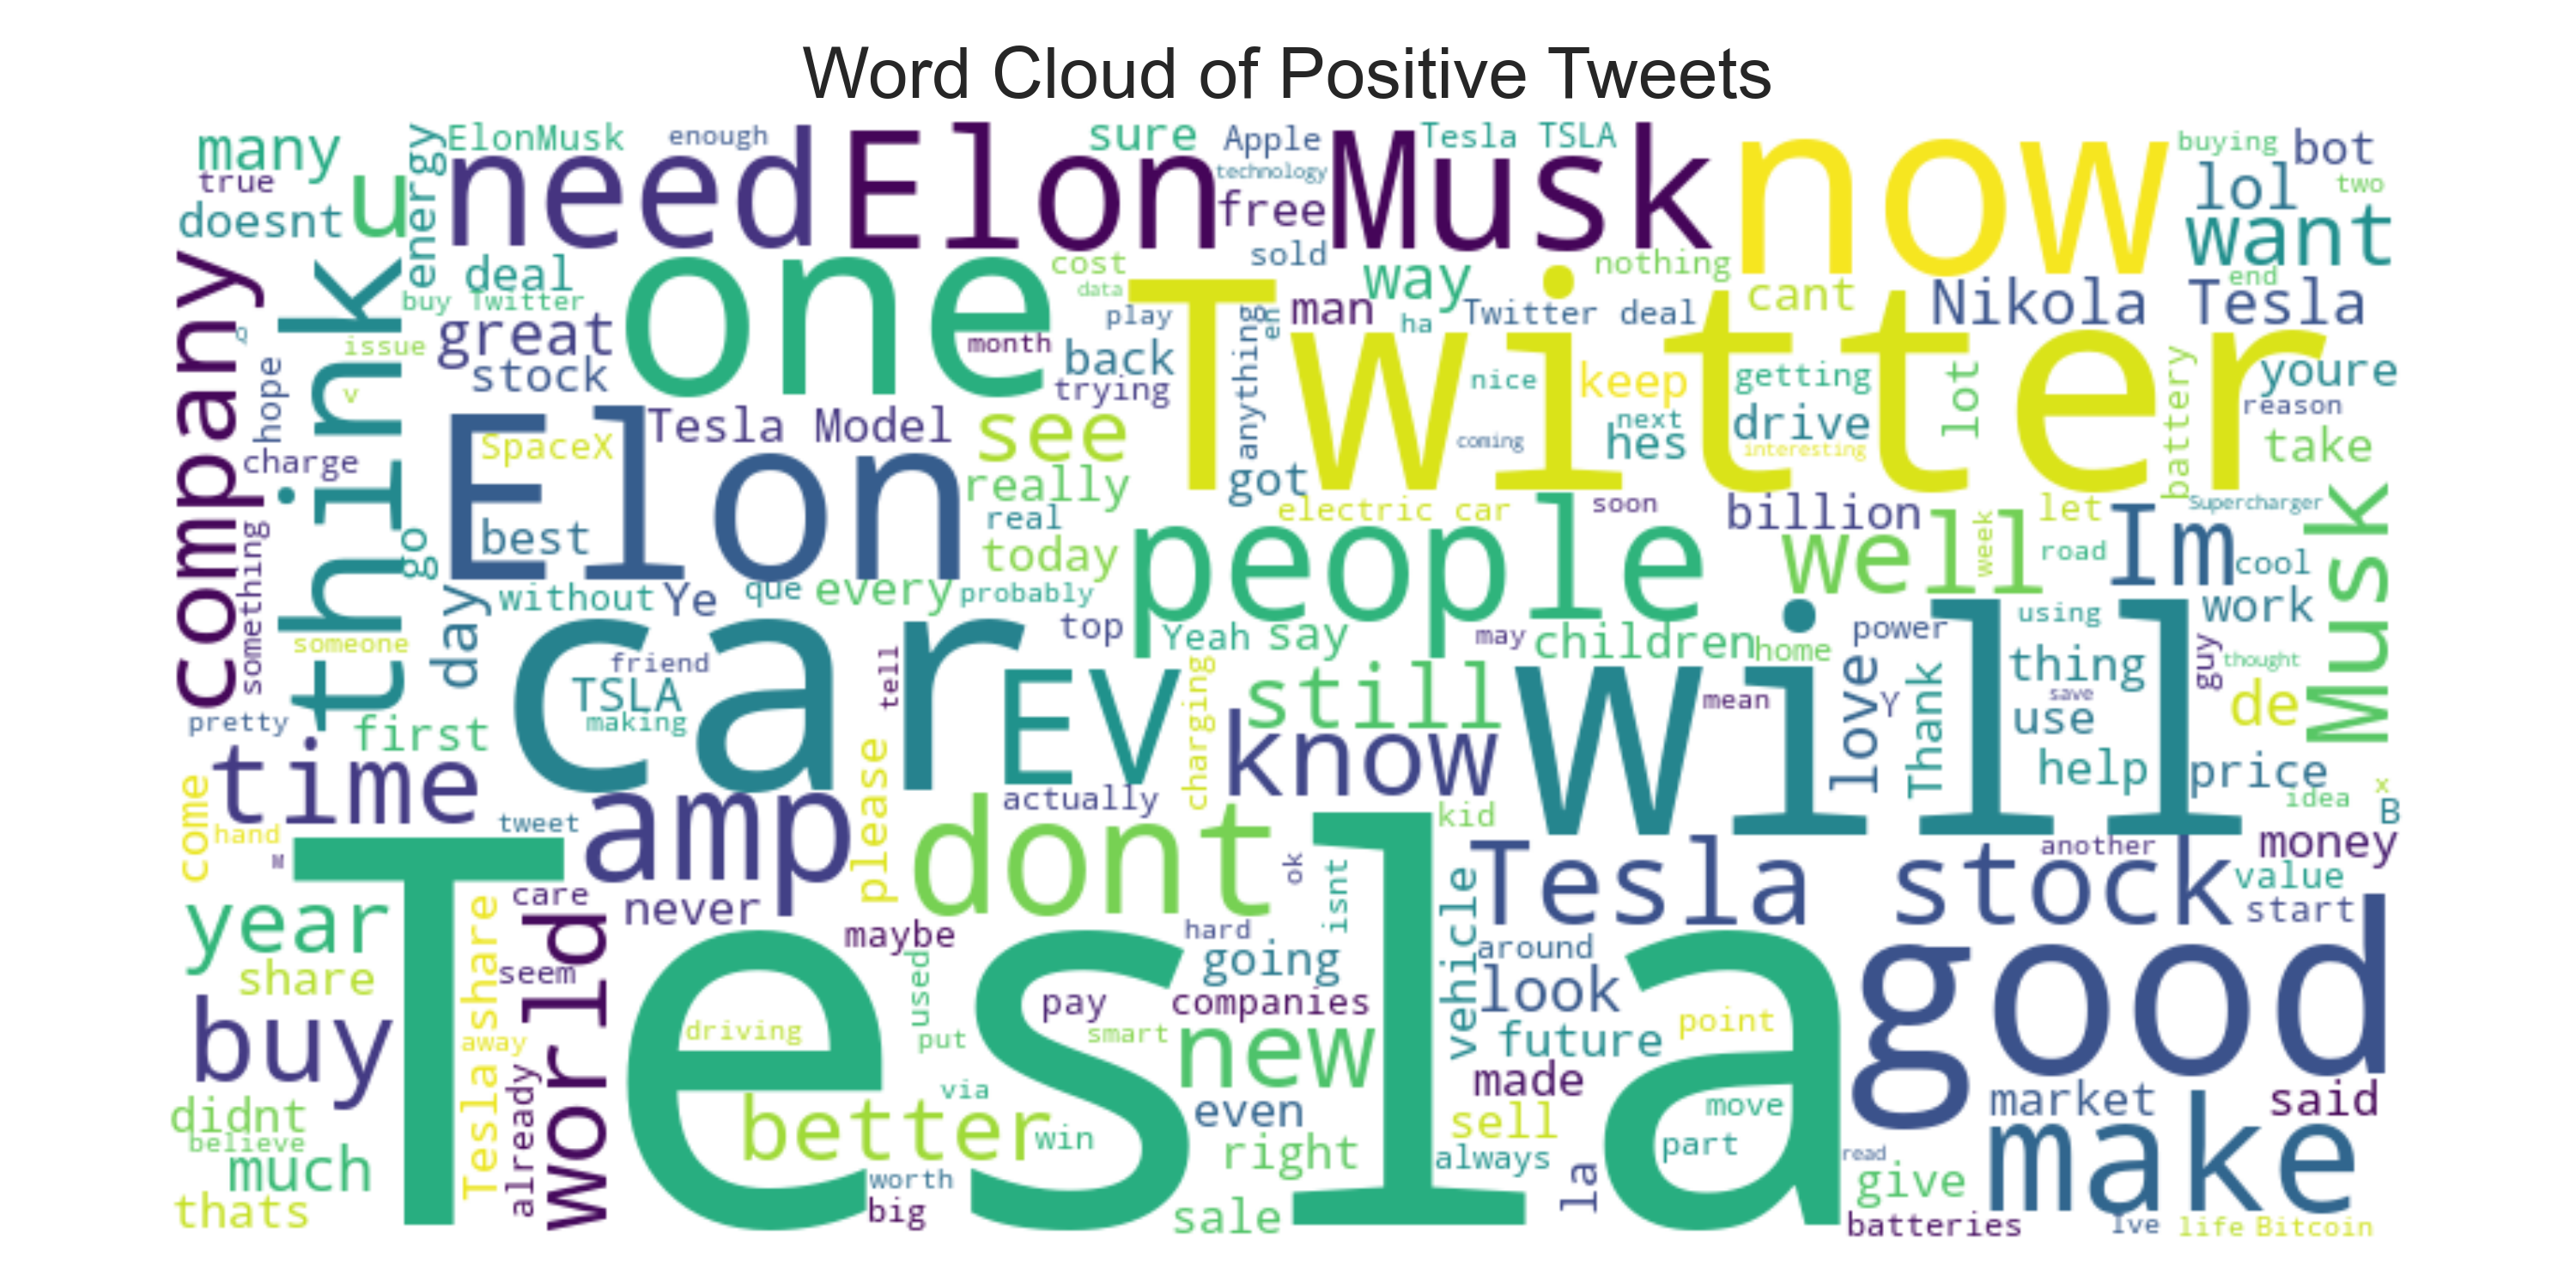 Word Cloud of Positive Tweets
many
true
doesnt
u
energy
ElonMusk
enough
need
Elon Musk
sure
Apple
technology
free
sold
Tesla TSLA
now
buying
bot
lol
two
want
end
company
think
deal
buy Twitter
great
stock
one
cost
data
play
month
back
trying
Twitter
man
way
ha
Twitter deal
nothing
cant
Nikola Tesla
en
anything
nice
keep
getting
lot
battery
youre
reason
take
Q
issue
hope
v
charge
SpaceX
Elon
Tesla Model
see
really
got
coming
next
hes
drive
interesting
best
real
today
electric car
soon
billion
let
Supercharger
Musk
people
well
week
road
Im
cool
something
go
someone
day
without
Ye
que
every
probably
top
Yeah
say
may
children
home
power
using
work
pretty
first
car
friend
TSLA
making
tell
EV
charging
still
know
will
mean
love
Y
Thank
thing
save
use
help
guy
thought
de
price
time
come
hand
M
tweet
amp
please
actually
dont
ok
isnt
kid
x
idea
B
money
another
Tesla stock
value
start
year
share
Tesla
Tesla share
away
care
world
seem
already
never
maybe
used
hard
going
vehicle
around
look
good
buy
driving
put
pay
smart
companies
new
future
point
made
didnt
believe
much
thats
better
via
win
worth
big
even
right
sale
sell
always
la
move
part
read
market
said
make
give
batteries
Ive
life
Bitcoin